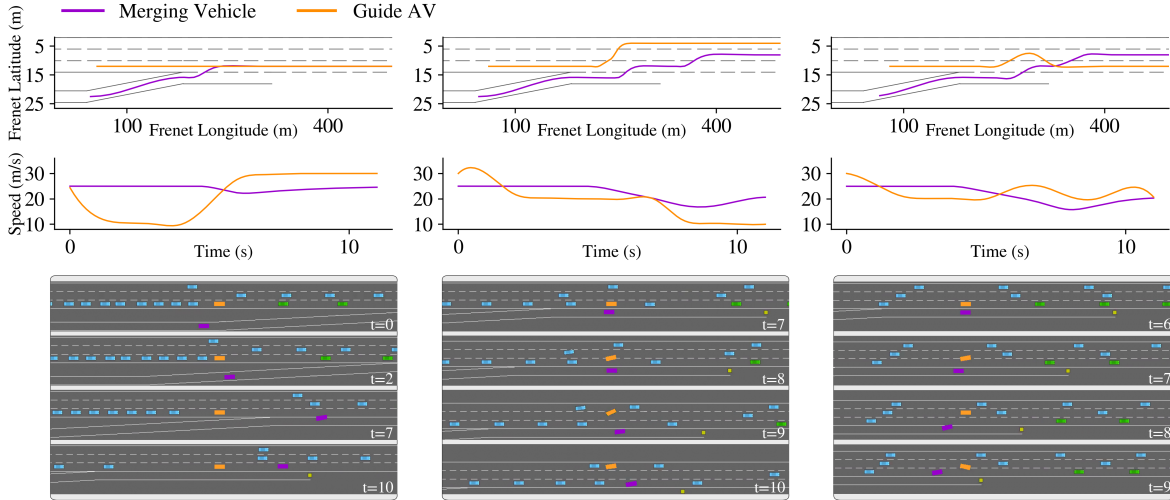 Merging Vehicle Guide AV
Frenet Latitude (m)
5
15
25
100 400
Frenet Longitude (m)
5
15
25
100 400
Frenet Longitude (m)
5
15
25
100 400
Frenet Longitude (m)
Speed (m/s)
30
20
10
0 10
Time (s)
30
20
10
0 10
Time (s)
30
20
10
0 10
Time (s)
t=0
t=2
t=7
t=10
t=7
t=8
t=9
t=10
t=6
t=7
t=8
t=9